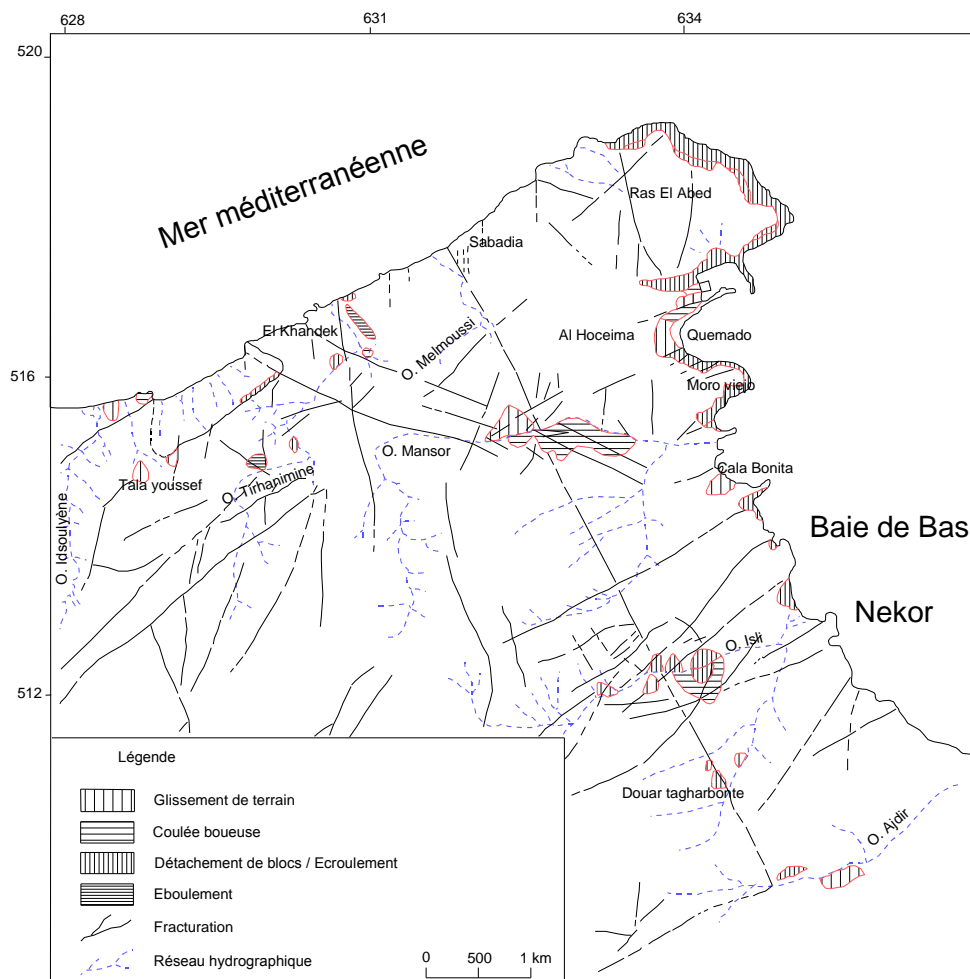 628
631
634
520
Mer méditerranéenne
Ras El Abed
Sabadia
El Khandek
O. Melmoussi
Al Hoceima
Quemado
516
Moro viejo
O. Mansor
Cala Bonita
Tala youssef
O. Tirhanimine
O. Idsoulyène
Baie de Bas
Nekor
O. Isli
512
Légende
Douar tagharbonte
Glissement de terrain
Coulée boueuse
O. Ajdir
Détachement de blocs / Ecroulement
Eboulement
Fracturation
Réseau hydrographique
0 500 1 km